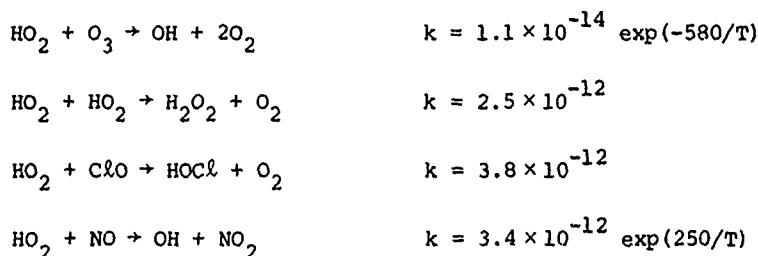 HO₂ + O₃ → OH + 2O₂ k = 1.1 × 10⁻¹⁴ exp(-580/T)
HO₂ + HO₂ → H₂O₂ + O₂ k = 2.5 × 10⁻¹²
HO₂ + CℓO → HOCℓ + O₂ k = 3.8 × 10⁻¹²
HO₂ + NO → OH + NO₂ k = 3.4 × 10⁻¹² exp(250/T)